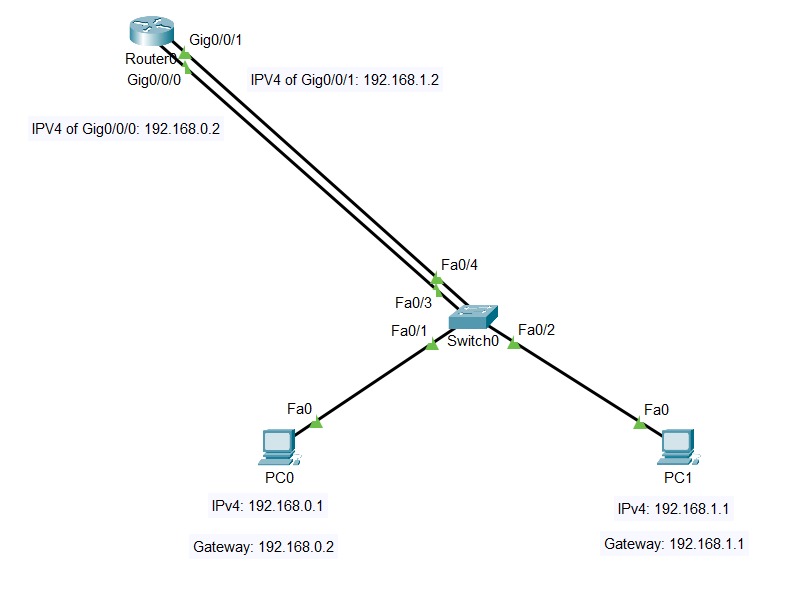 Gig0/0/1
Router0
Gig0/0/0
IPV4 of Gig0/0/1: 192.168.1.2
IPV4 of Gig0/0/0: 192.168.0.2
Fa0/4
Fa0/3
Fa0/1
Fa0/2
Switch0
Fa0
Fa0
PC0
PC1
IPv4: 192.168.0.1
IPv4: 192.168.1.1
Gateway: 192.168.0.2
Gateway: 192.168.1.1